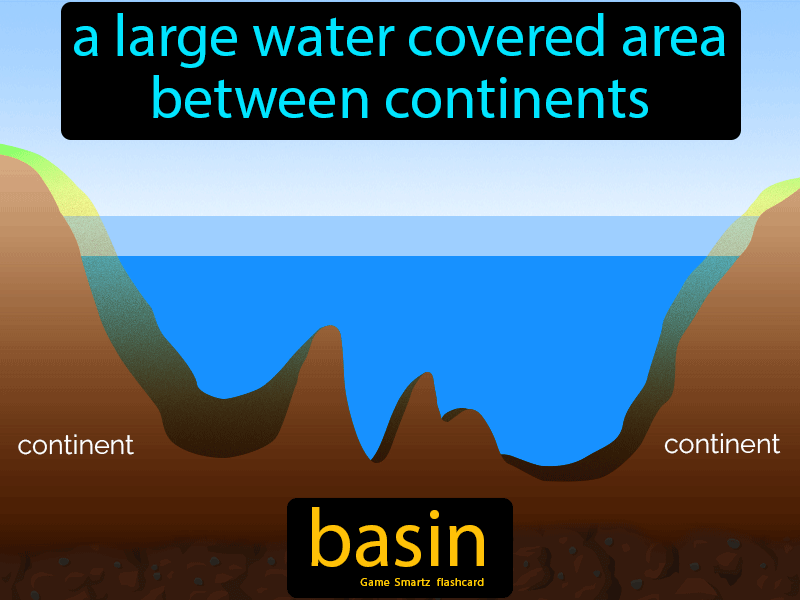 a large water covered area
between continents
continent
continent
basin
Game Smartz flashcard